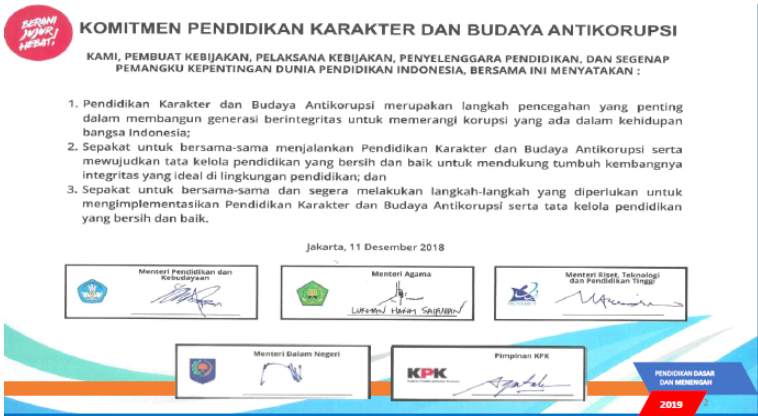 BERANI
JUJUR
HEBAT!
KOMITMEN PENDIDIKAN KARAKTER DAN BUDAYA ANTIKORUPSI
KAMI, PEMBUAT KEBIJAKAN, PELAKSANA KEBIJAKAN, PENYELENGGARA PENDIDIKAN, DAN SEGENAP
PEMANGKU KEPENTINGAN DUNIA PENDIDIKAN INDONESIA, BERSAMA INI MENYATAKAN :
1. Pendidikan Karakter dan Budaya Antikorupsi merupakan langkah pencegahan yang penting
dalam membangun generasi berintegritas untuk memerangi korupsi yang ada dalam kehidupan
bangsa Indonesia;
2. Sepakat untuk bersama-sama menjalankan Pendidikan Karakter dan Budaya Antikorupsi serta
mewujudkan tata kelola pendidikan yang bersih dan baik untuk mendukung tumbuh kembangnya
integritas yang ideal di lingkungan pendidikan; dan
3. Sepakat untuk bersama-sama dan segera melakukan langkah-langkah yang diperlukan untuk
mengimplementasikan Pendidikan Karakter dan Budaya Antikorupsi serta tata kelola pendidikan
yang bersih dan baik.
Jakarta, 11 Desember 2018
Menteri Pendidikan dan
Kebudayaan
Menteri Agama
LUKMAN HAKIM SAIFUDDIN
Menteri Riset, Teknologi
dan Pendidikan Tinggi
Menteri Dalam Negeri
Pimpinan KPK
KPK
PENDIDIKAN DASAR
DAN MENENGAH
2019